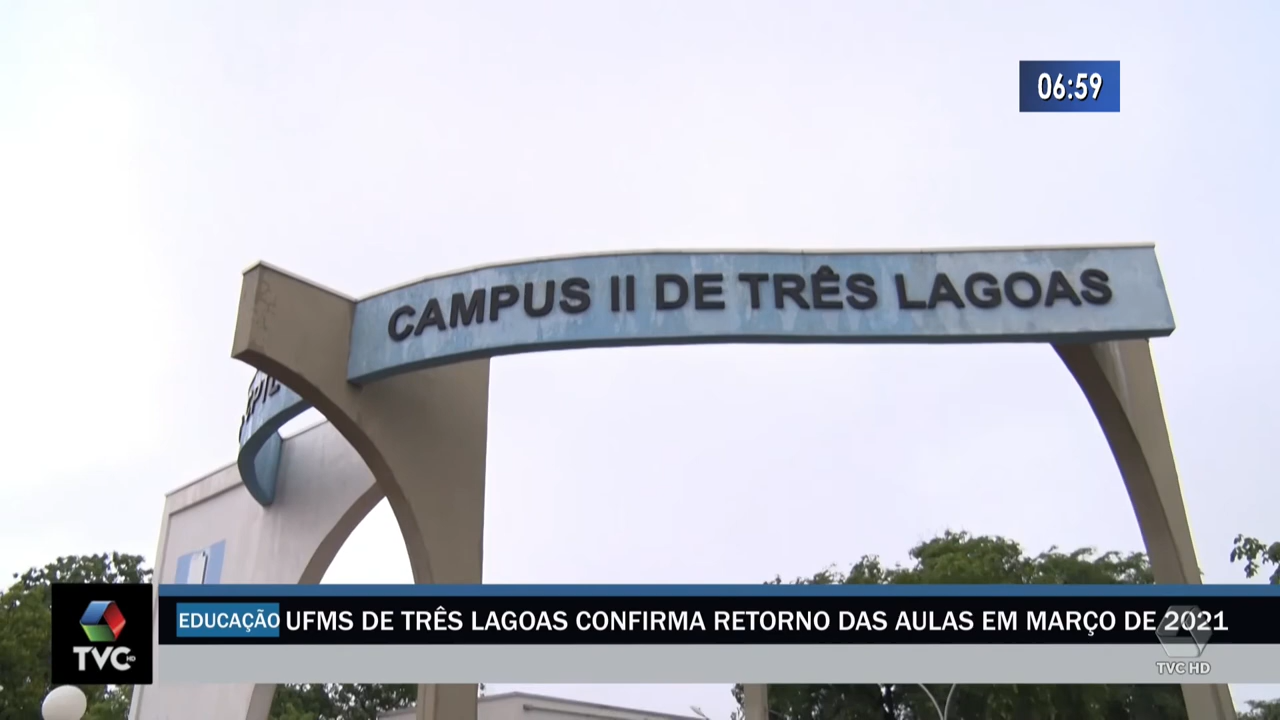 06:59
CAMPUS II DE TRÊS LAGOAS
EDUCAÇÃO UFMS DE TRÊS LAGOAS CONFIRMA RETORNO DAS AULAS EM MARÇO DE 2021
TVC HD
TVC HD